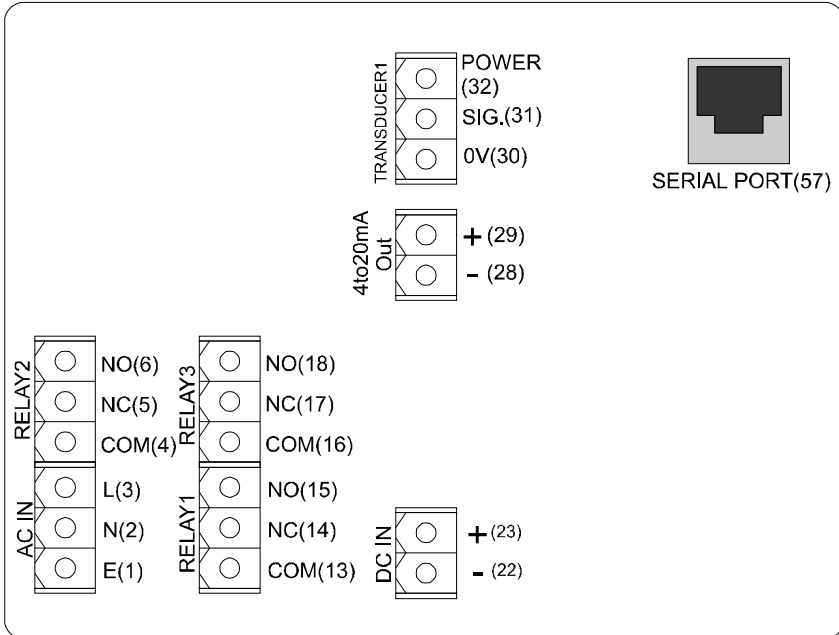 TRANSDUCER1
POWER
(32)
SIG.(31)
0V(30)
SERIAL PORT(57)
4to20mA
Out
+ (29)
- (28)
RELAY2
NO(6)
NC(5)
COM(4)
RELAY3
NO(18)
NC(17)
COM(16)
AC IN
L(3)
N(2)
E(1)
RELAY1
NO(15)
NC(14)
COM(13)
DC IN
+ (23)
- (22)